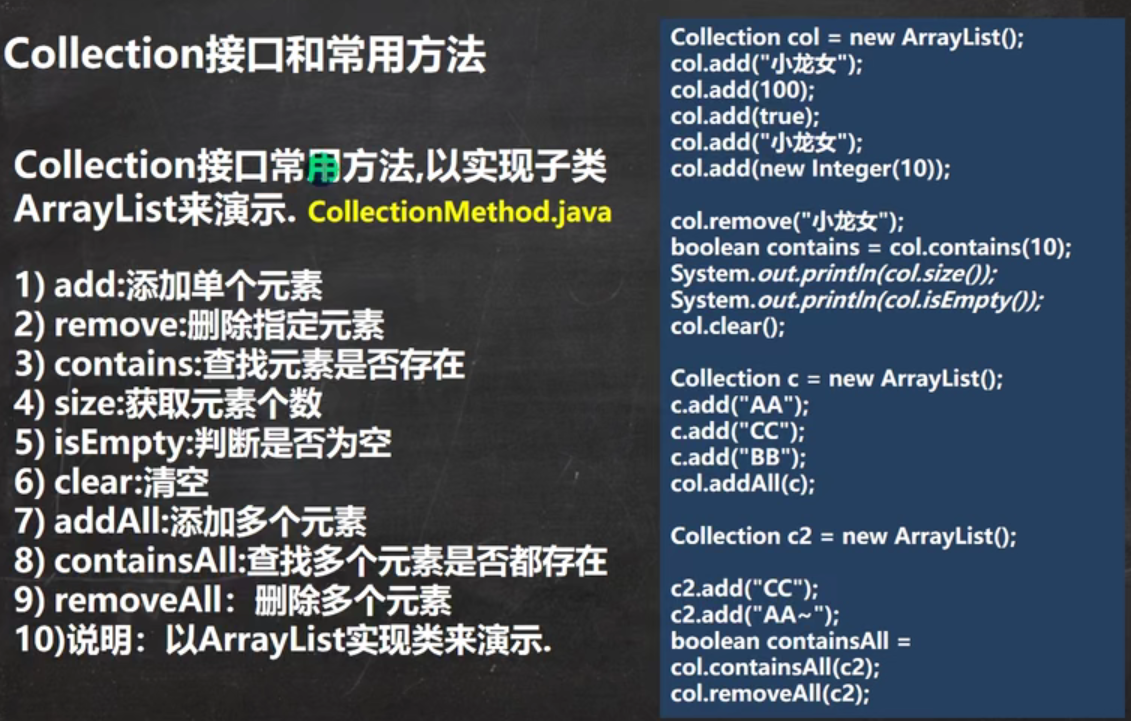 Collection接口和常用方法
Collection接口常用方法,以实现子类
ArrayList来演示. CollectionMethod.java
1) add:添加单个元素
2) remove:删除指定元素
3) contains:查找元素是否存在
4) size:获取元素个数
5) isEmpty:判断是否为空
6) clear:清空
7) addAll:添加多个元素
8) containsAll:查找多个元素是否都存在
9) removeAll：删除多个元素
10)说明：以ArrayList实现类来演示.
Collection col = new ArrayList();
col.add("小龙女");
col.add(100);
col.add(true);
col.add("小龙女");
col.add(new Integer(10));
col.remove("小龙女");
boolean contains = col.contains(10);
System.out.println(col.size());
System.out.println(col.isEmpty());
col.clear();
Collection c = new ArrayList();
c.add("AA");
c.add("CC");
c.add("BB");
col.addAll(c);
Collection c2 = new ArrayList();
c2.add("CC");
c2.add("AA~");
boolean containsAll =
col.containsAll(c2);
col.removeAll(c2);